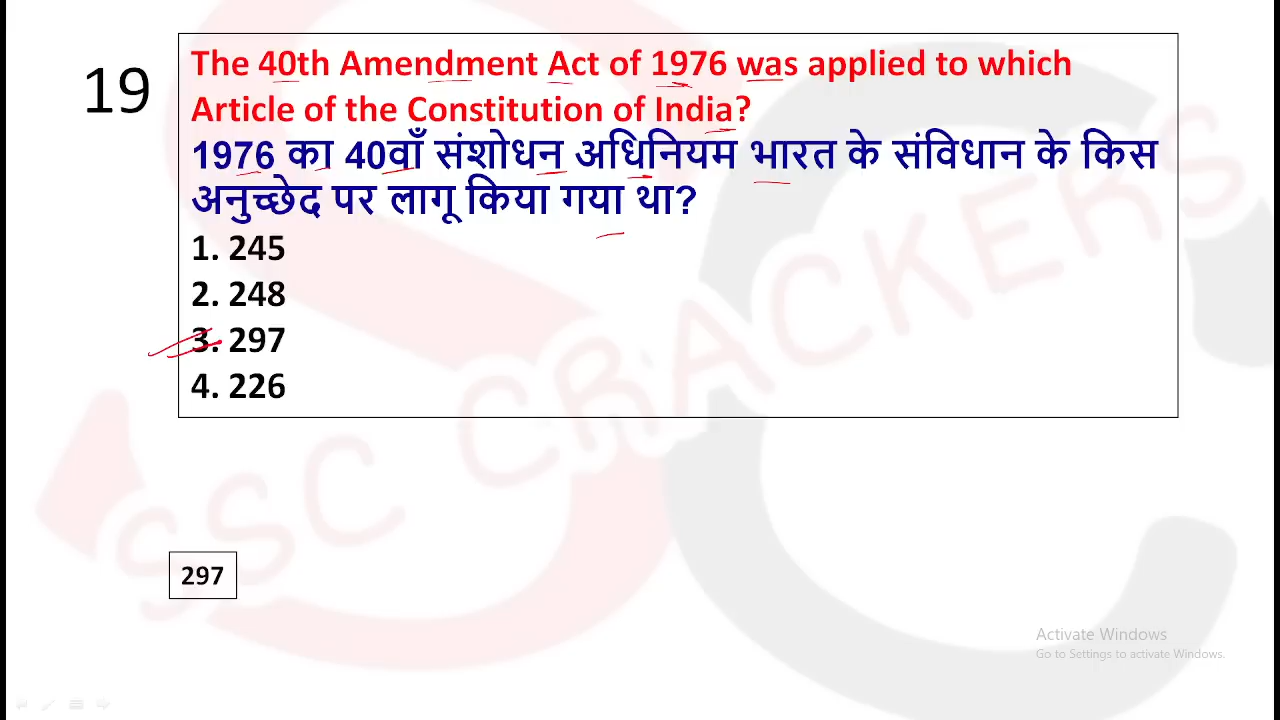 19
The 40th Amendment Act of 1976 was applied to which
Article of the Constitution of India?
1976 का 40वाँ संशोधन अधिनियम भारत के संविधान के किस
अनुच्छेद पर लागू किया गया था?
1. 245
2. 248
3. 297
4. 226
SSC CRACKERS
297
Activate Windows
Go to Settings to activate Windows.